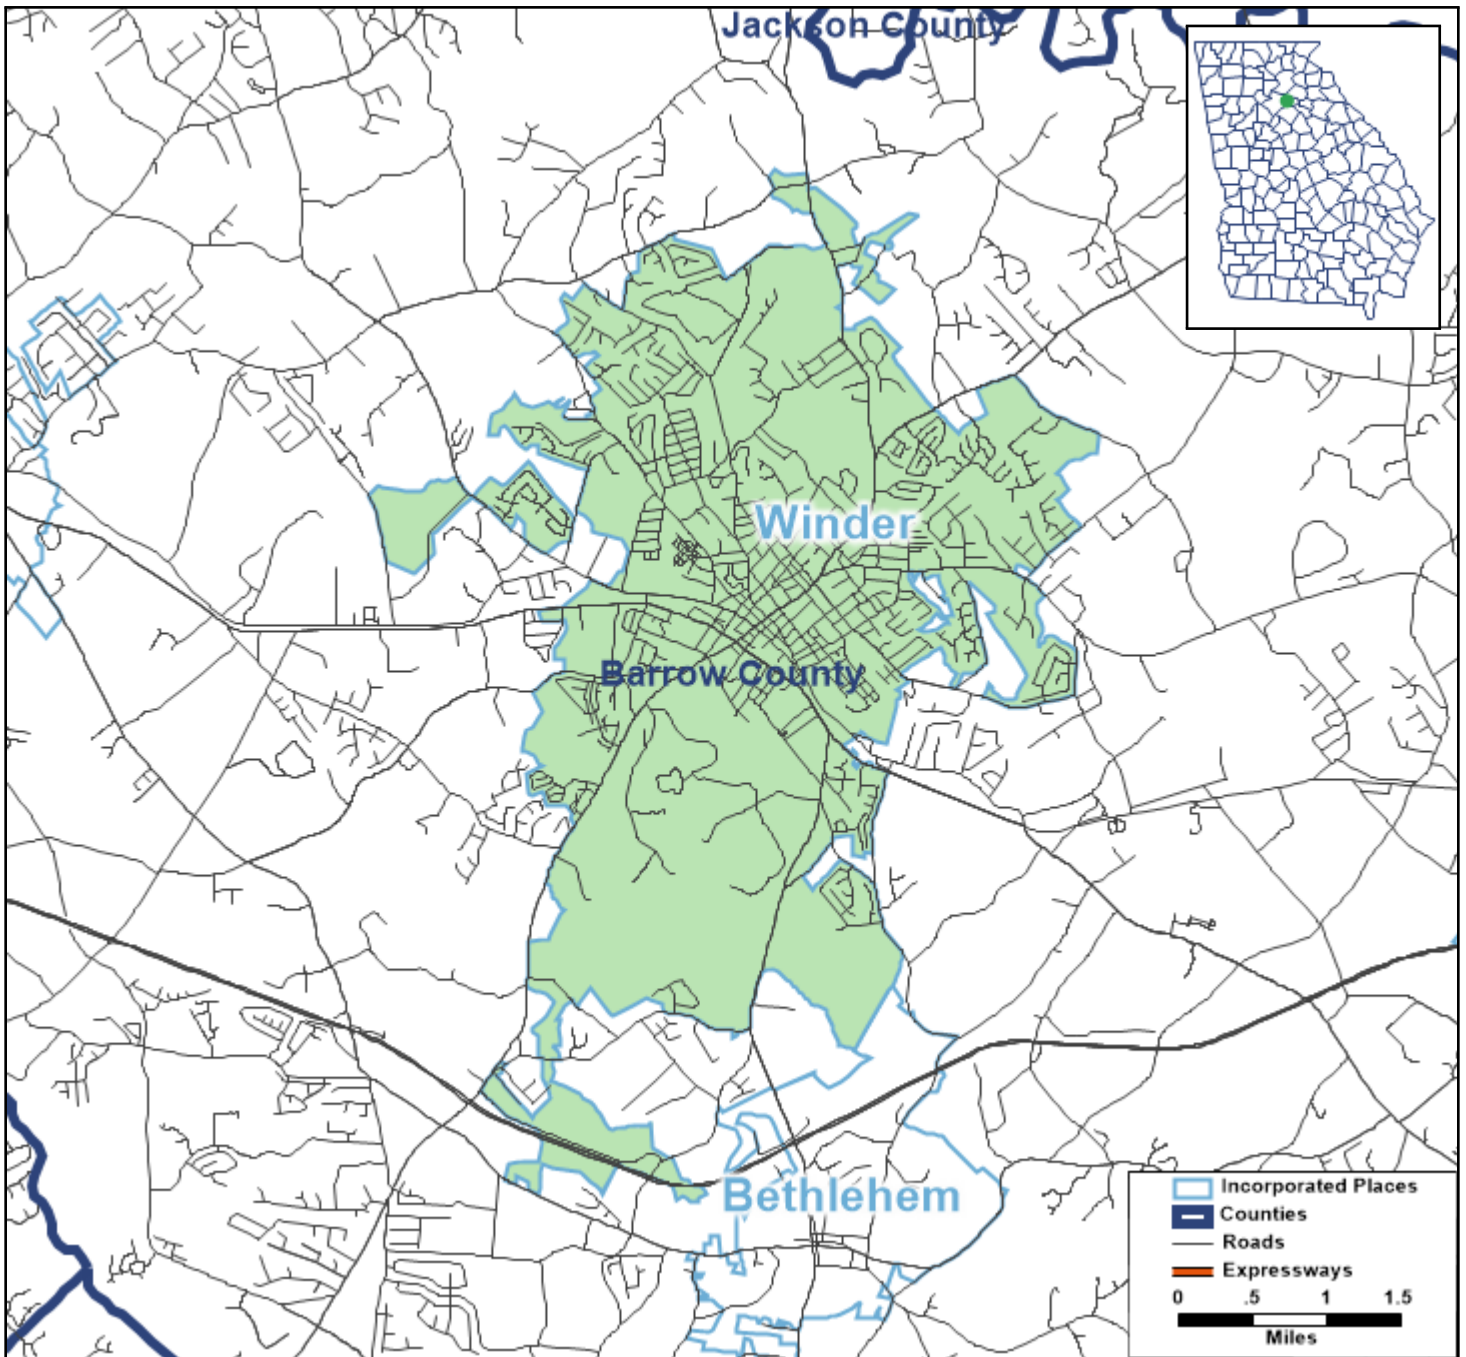 Jackson County
Winder
Barrow County
Bethlehem
Incorporated Places
Counties
Roads
Expressways
0 .5 1 1.5
Miles